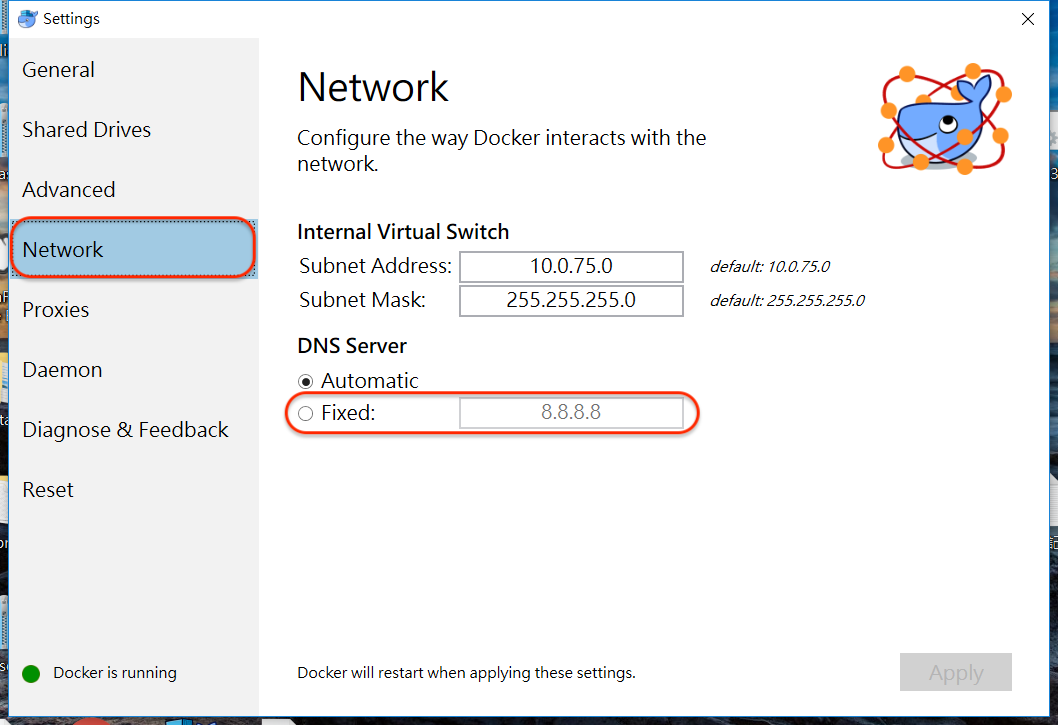 Settings
General
Shared Drives
Advanced
Network
Proxies
Daemon
Diagnose & Feedback
Reset
Docker is running
Network
Configure the way Docker interacts with the
network.
Internal Virtual Switch
Subnet Address: 10.0.75.0 default: 10.0.75.0
Subnet Mask: 255.255.255.0 default: 255.255.255.0
DNS Server
Automatic
Fixed: 8.8.8.8
Docker will restart when applying these settings.
Apply